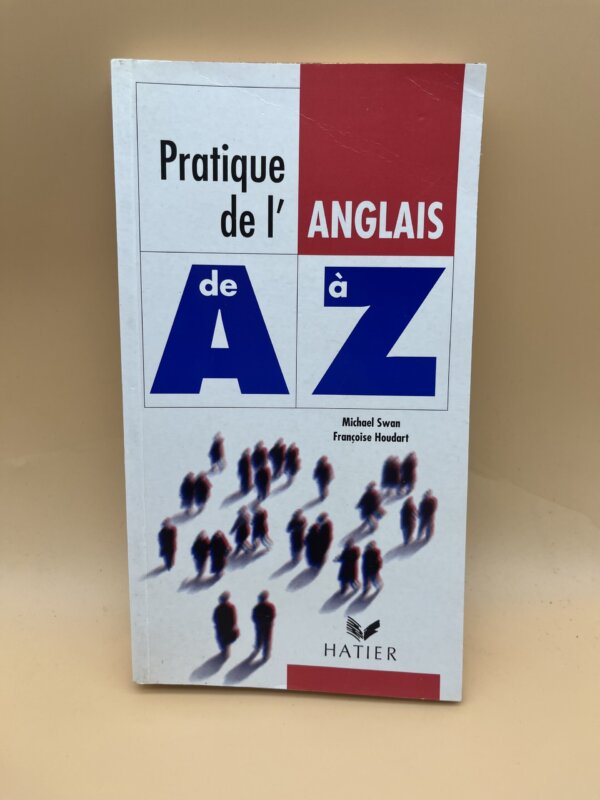 Pratique
de l'
ANGLAIS
de à
A Z
Michael Swan
Françoise Houdart
HATIER